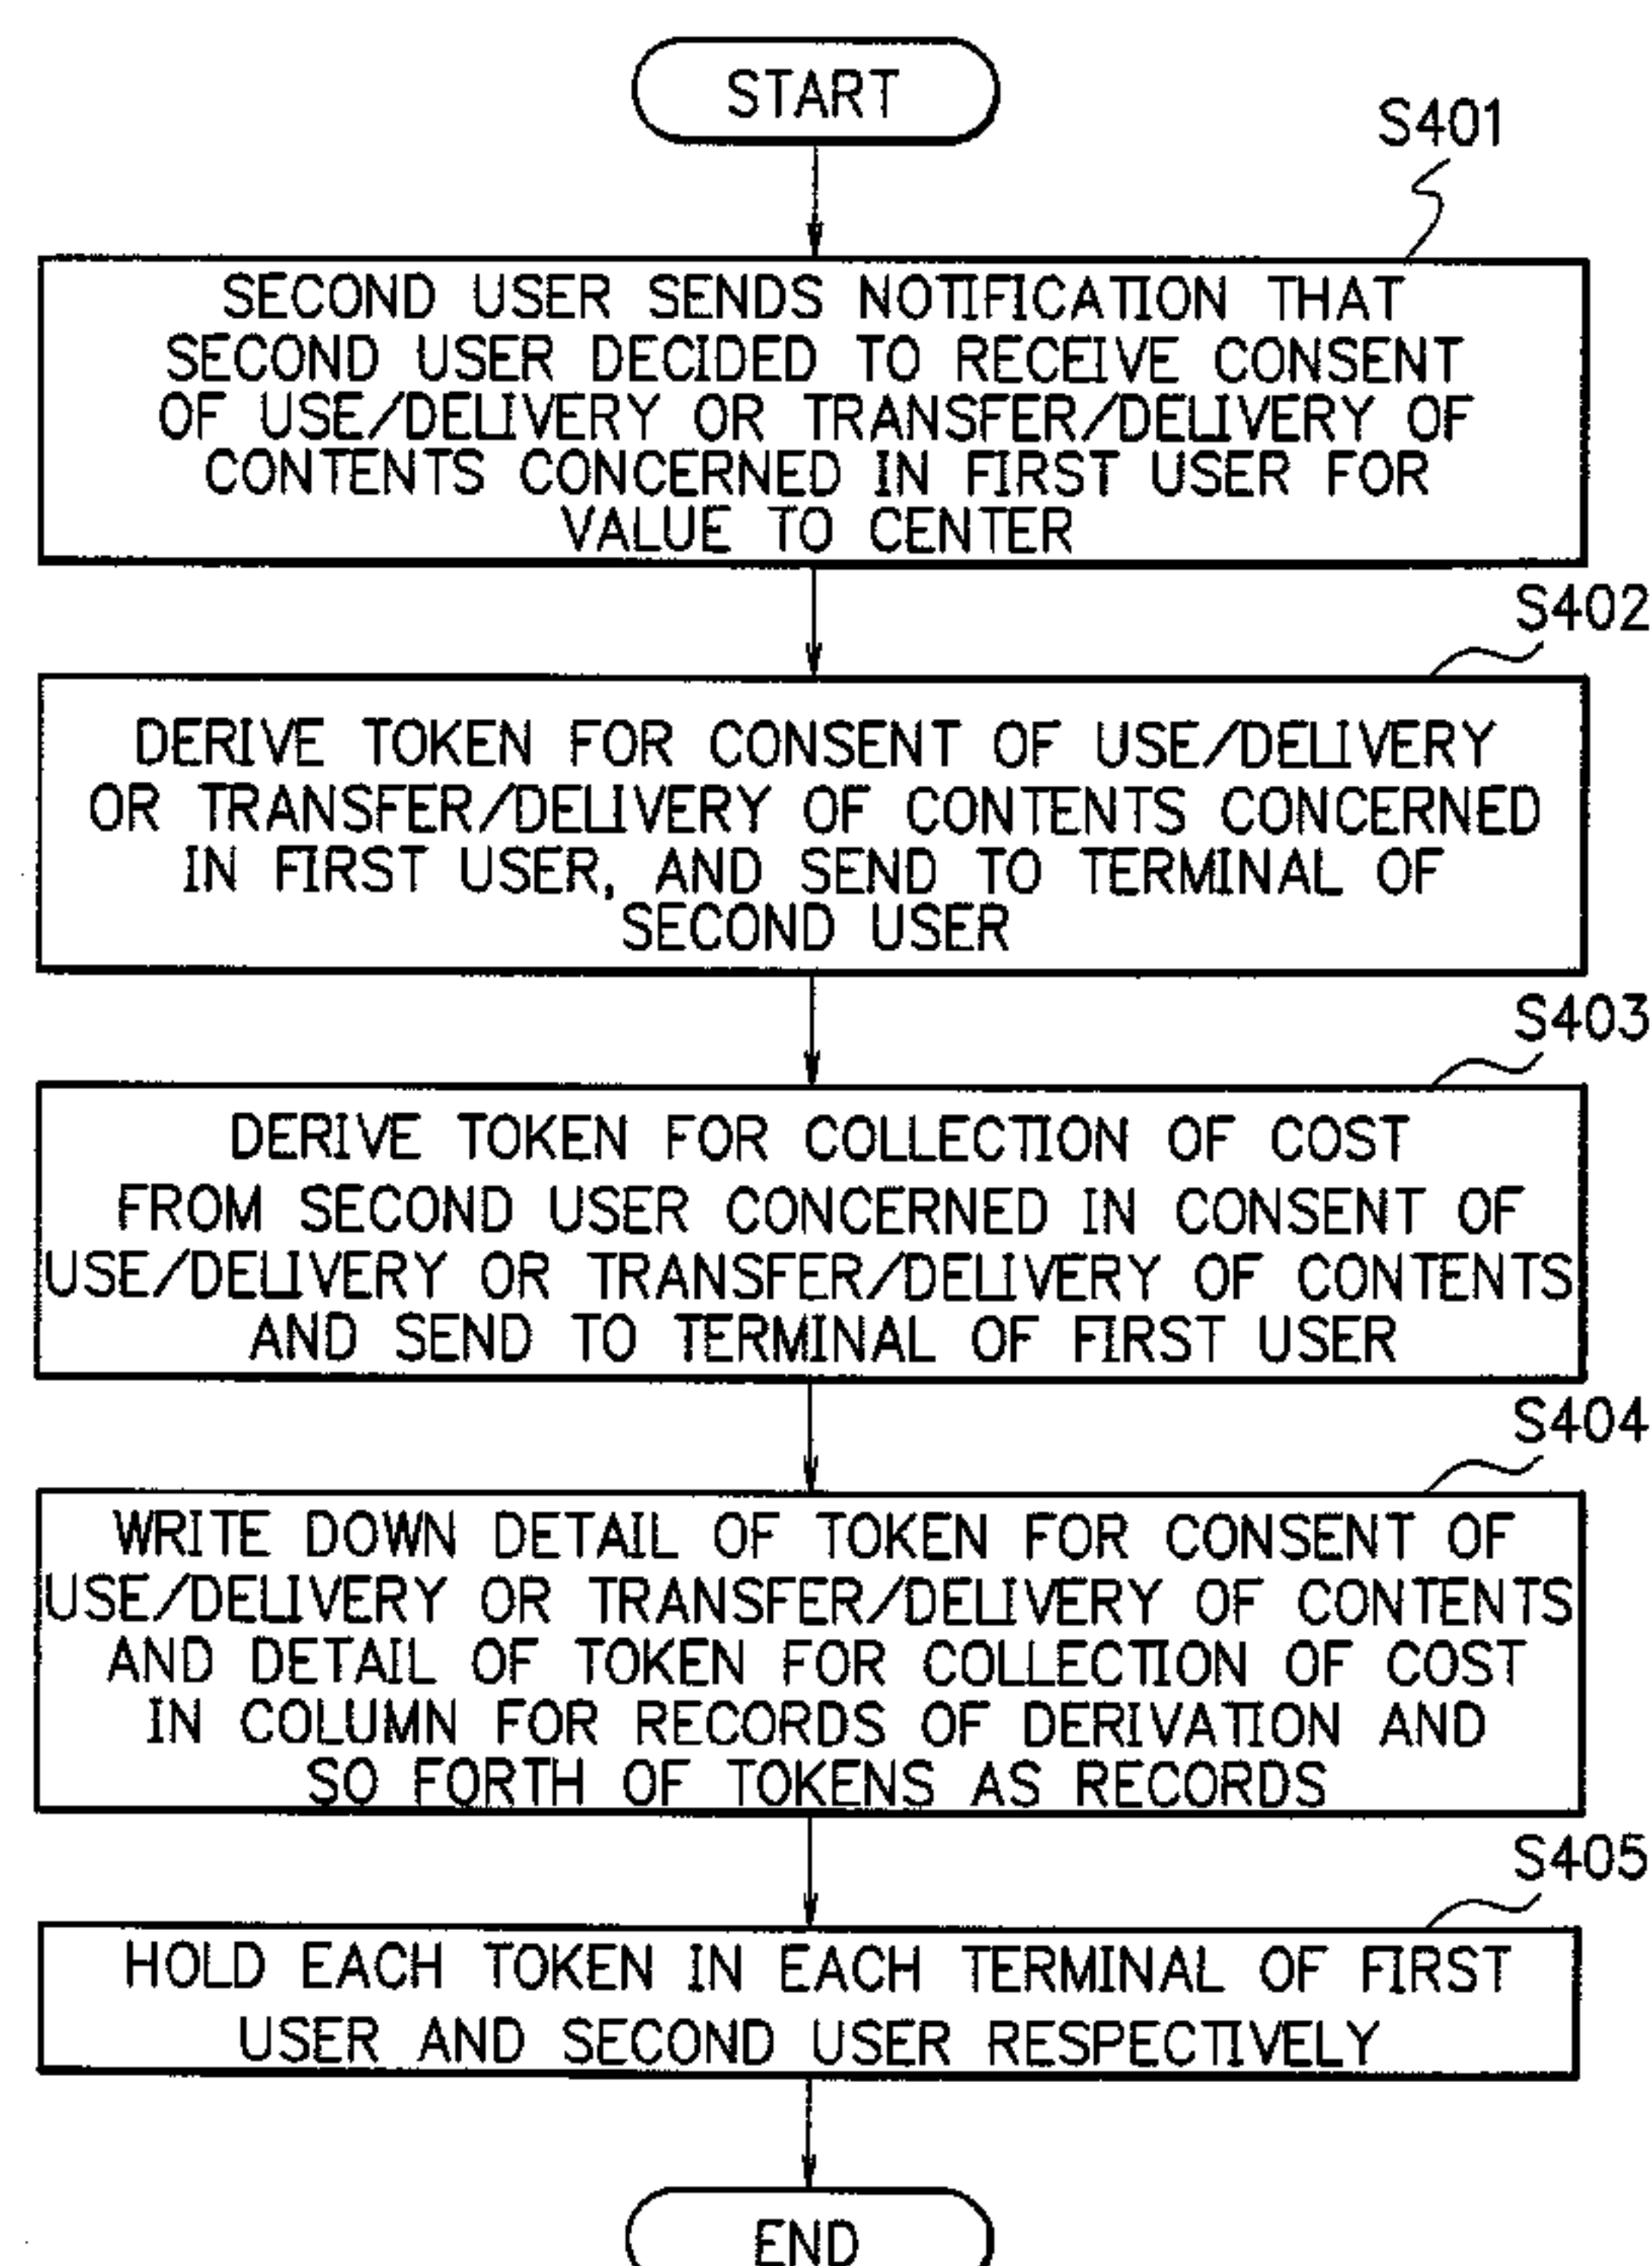 START
S401
SECOND USER SENDS NOTIFICATION THAT
SECOND USER DECIDED TO RECEIVE CONSENT
OF USE/DELIVERY OR TRANSFER/DELIVERY OF
CONTENTS CONCERNED IN FIRST USER FOR
VALUE TO CENTER
S402
DERIVE TOKEN FOR CONSENT OF USE/DELIVERY
OR TRANSFER/DELIVERY OF CONTENTS CONCERNED
IN FIRST USER, AND SEND TO TERMINAL OF
SECOND USER
S403
DERIVE TOKEN FOR COLLECTION OF COST
FROM SECOND USER CONCERNED IN CONSENT OF
USE/DELIVERY OR TRANSFER/DELIVERY OF CONTENTS
AND SEND TO TERMINAL OF FIRST USER
S404
WRITE DOWN DETAIL OF TOKEN FOR CONSENT OF
USE/DELIVERY OR TRANSFER/DELIVERY OF CONTENTS
AND DETAIL OF TOKEN FOR COLLECTION OF COST
IN COLUMN FOR RECORDS OF DERIVATION AND
SO FORTH OF TOKENS AS RECORDS
S405
HOLD EACH TOKEN IN EACH TERMINAL OF FIRST
USER AND SECOND USER RESPECTIVELY
END